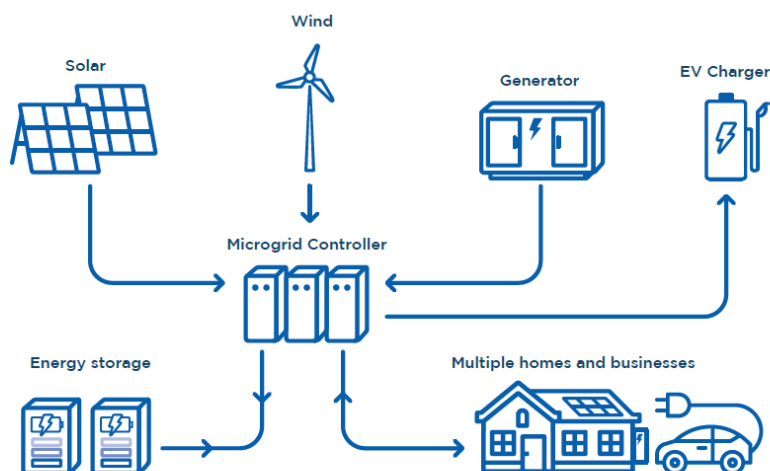 Wind
Solar
Generator
EV Charger
Microgrid Controller
Energy storage
Multiple homes and businesses